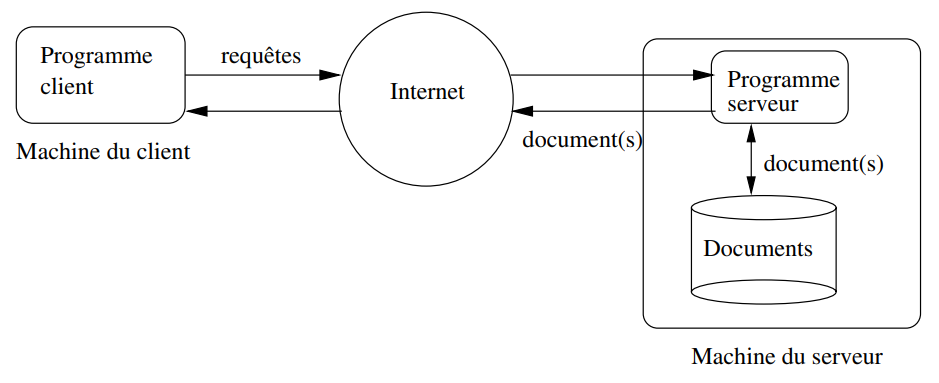 Programme
client
Machine du client
requêtes
Internet
document(s)
Programme
serveur
document(s)
Documents
Machine du serveur